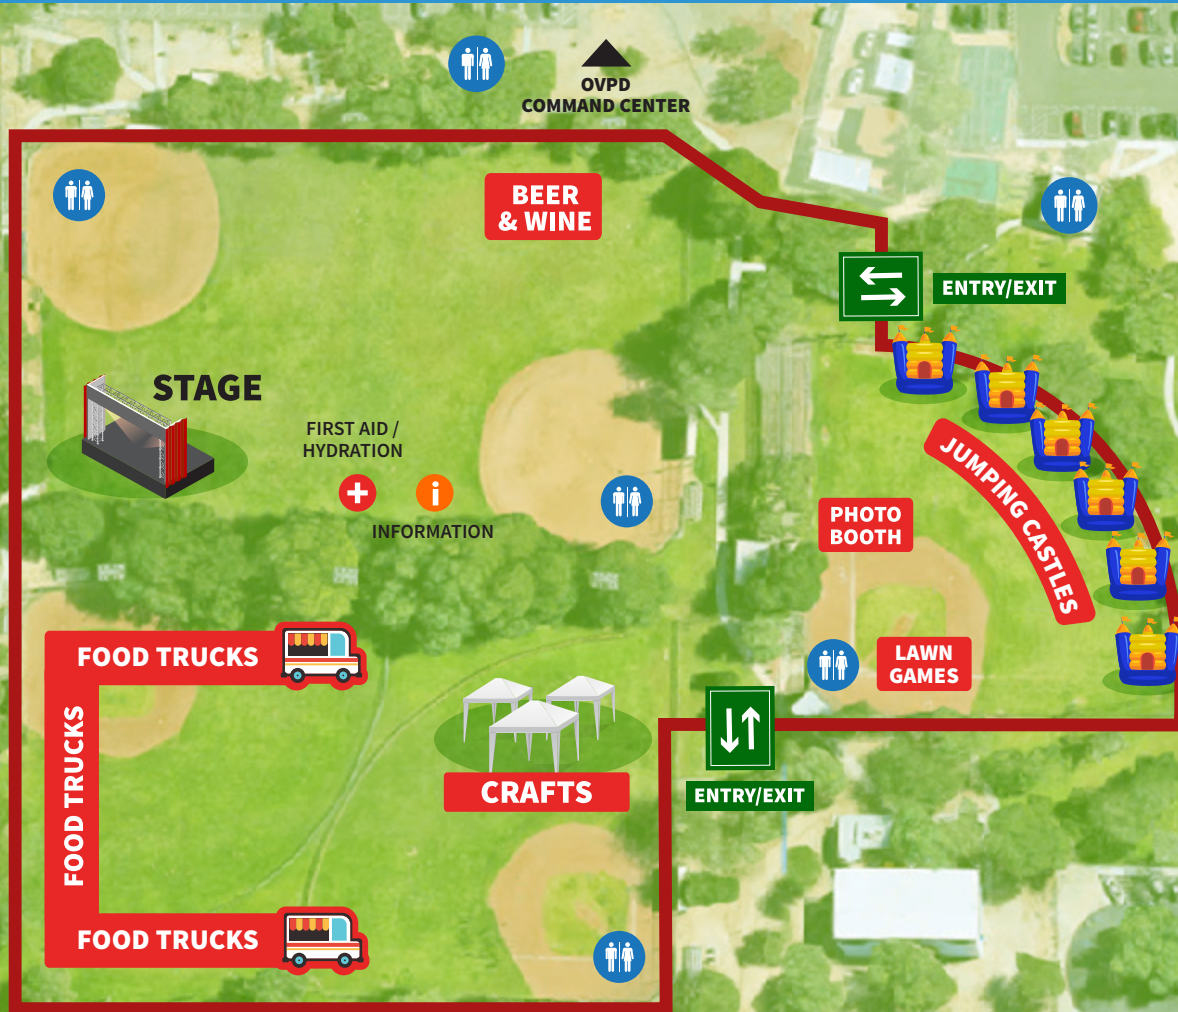 OVPD
COMMAND CENTER
BEER
& WINE
ENTRY/EXIT
STAGE
FIRST AID /
HYDRATION
i
INFORMATION
JUMPING CASTLES
PHOTO
BOOTH
FOOD TRUCKS
LAWN
GAMES
FOOD TRUCKS
CRAFTS
ENTRY/EXIT
FOOD TRUCKS